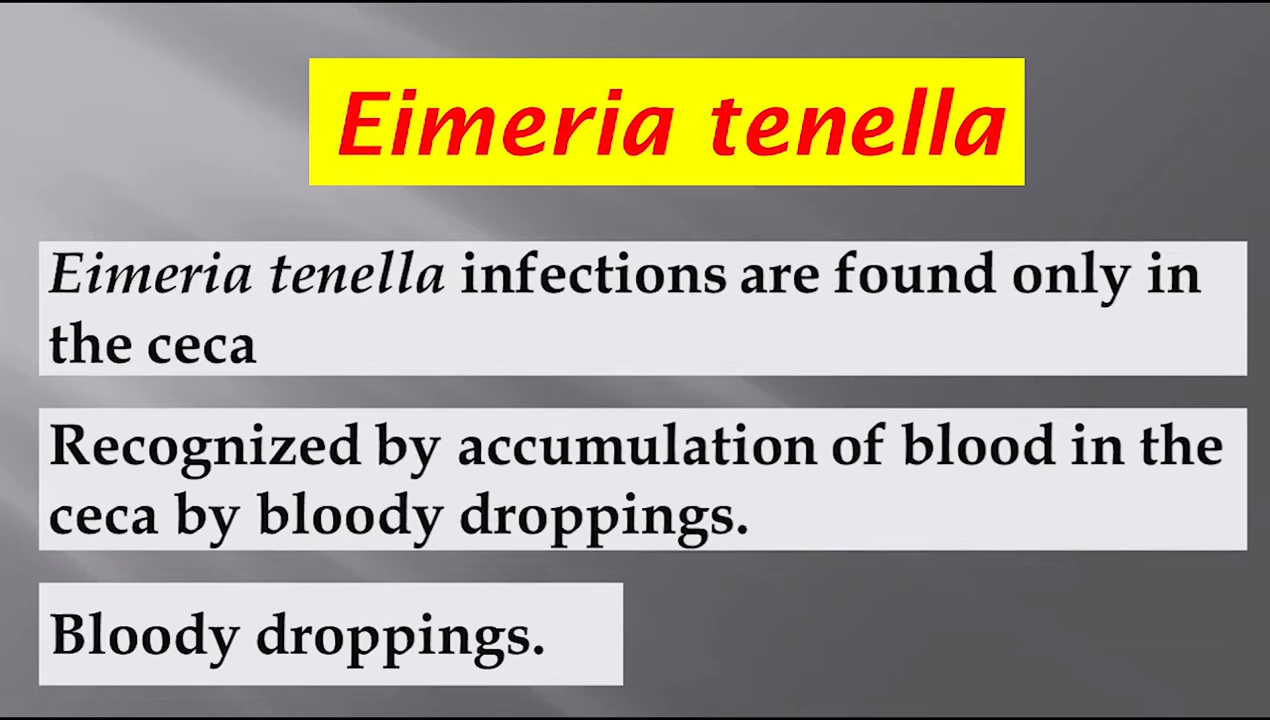 Eimeria tenella
Eimeria tenella infections are found only in
the ceca
Recognized by accumulation of blood in the
ceca by bloody droppings.
Bloody droppings.